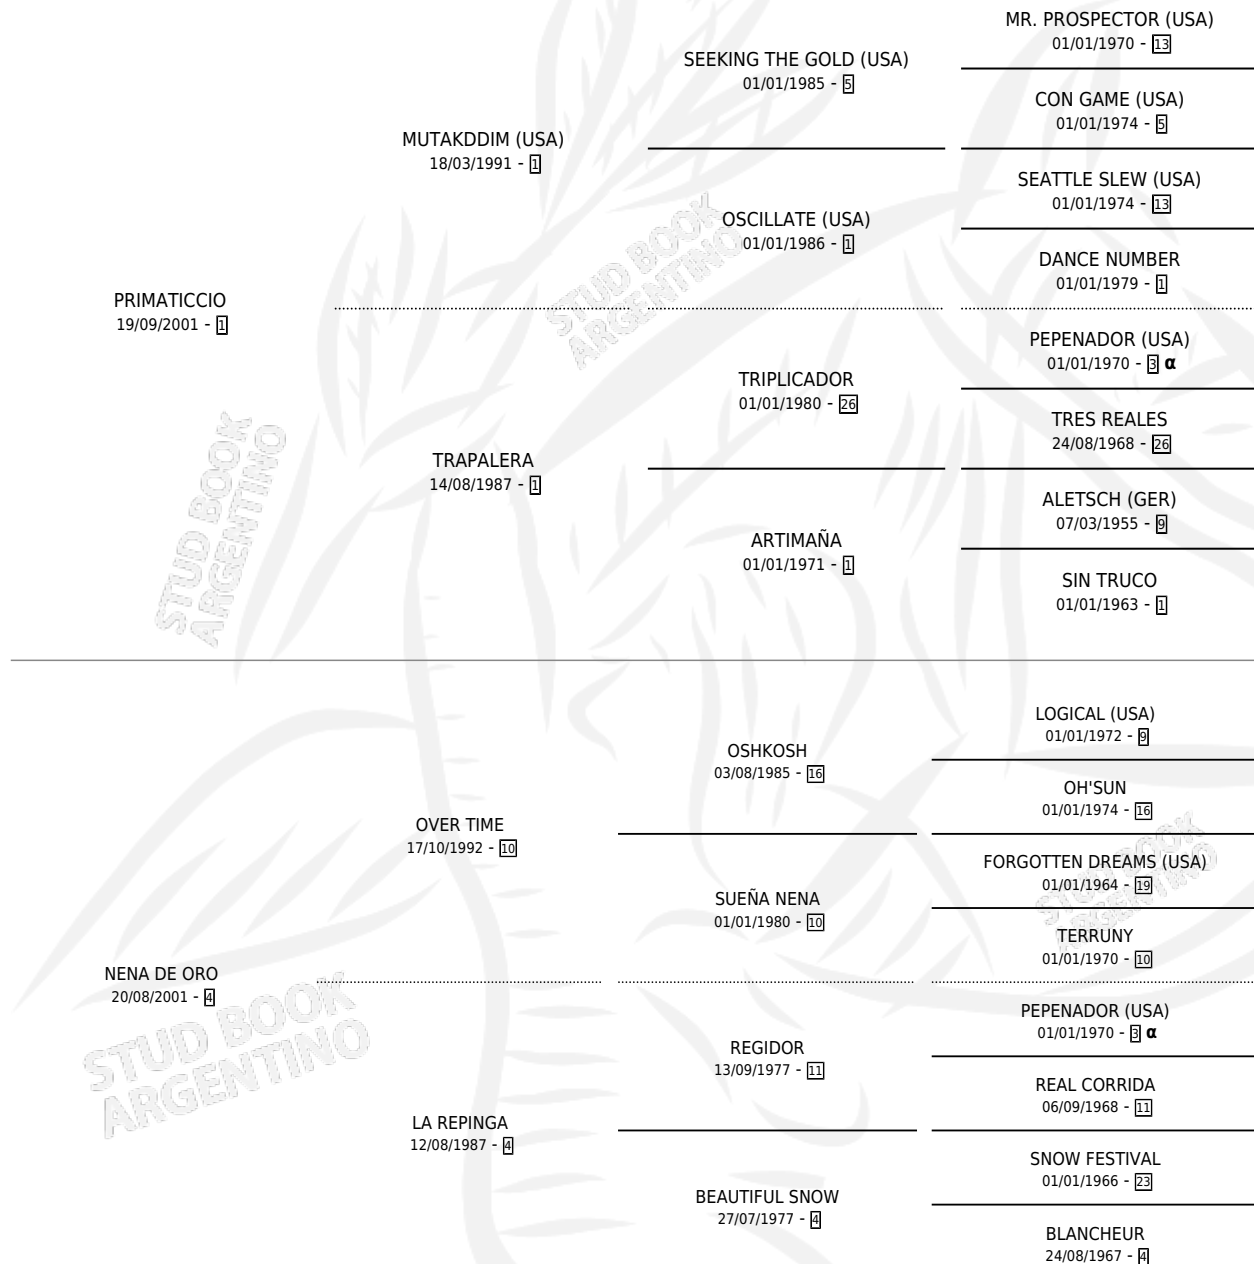 MR. PROSPECTOR (USA)
01/01/1970 - 13
SEEKING THE GOLD (USA)
01/01/1985 - 5
CON GAME (USA)
01/01/1974 - 5
MUTAKDDIM (USA)
18/03/1991 - 1
SEATTLE SLEW (USA)
01/01/1974 - 13
OSCILLATE (USA)
01/01/1986 - 1
DANCE NUMBER
01/01/1979 - 1
PRIMATICCIO
19/09/2001 - 1
PEPENADOR (USA)
01/01/1970 - 3 α
TRIPLICADOR
01/01/1980 - 26
TRES REALES
24/08/1968 - 26
TRAPALERA
14/08/1987 - 1
ALETSCH (GER)
07/03/1955 - 9
ARTIMAÑA
01/01/1971 - 1
SIN TRUCO
01/01/1963 - 1
LOGICAL (USA)
01/01/1972 - 9
OSHKOSH
03/08/1985 - 16
OH'SUN
01/01/1974 - 16
OVER TIME
17/10/1992 - 10
FORGOTTEN DREAMS (USA)
01/01/1964 - 19
SUEÑA NENA
01/01/1980 - 10
TERRUNY
01/01/1970 - 10
NENA DE ORO
20/08/2001 - 4
PEPENADOR (USA)
01/01/1970 - 3 α
REGIDOR
13/09/1977 - 11
REAL CORRIDA
06/09/1968 - 11
LA REPINGA
12/08/1987 - 4
SNOW FESTIVAL
01/01/1966 - 23
BEAUTIFUL SNOW
27/07/1977 - 4
BLANCHEUR
24/08/1967 - 4
STUD BOOK
ARGENTINO
STUD BOOK
ARGENTINO
STUD BOOK
ARGENTINO
STUD BOOK
ARGENTINO